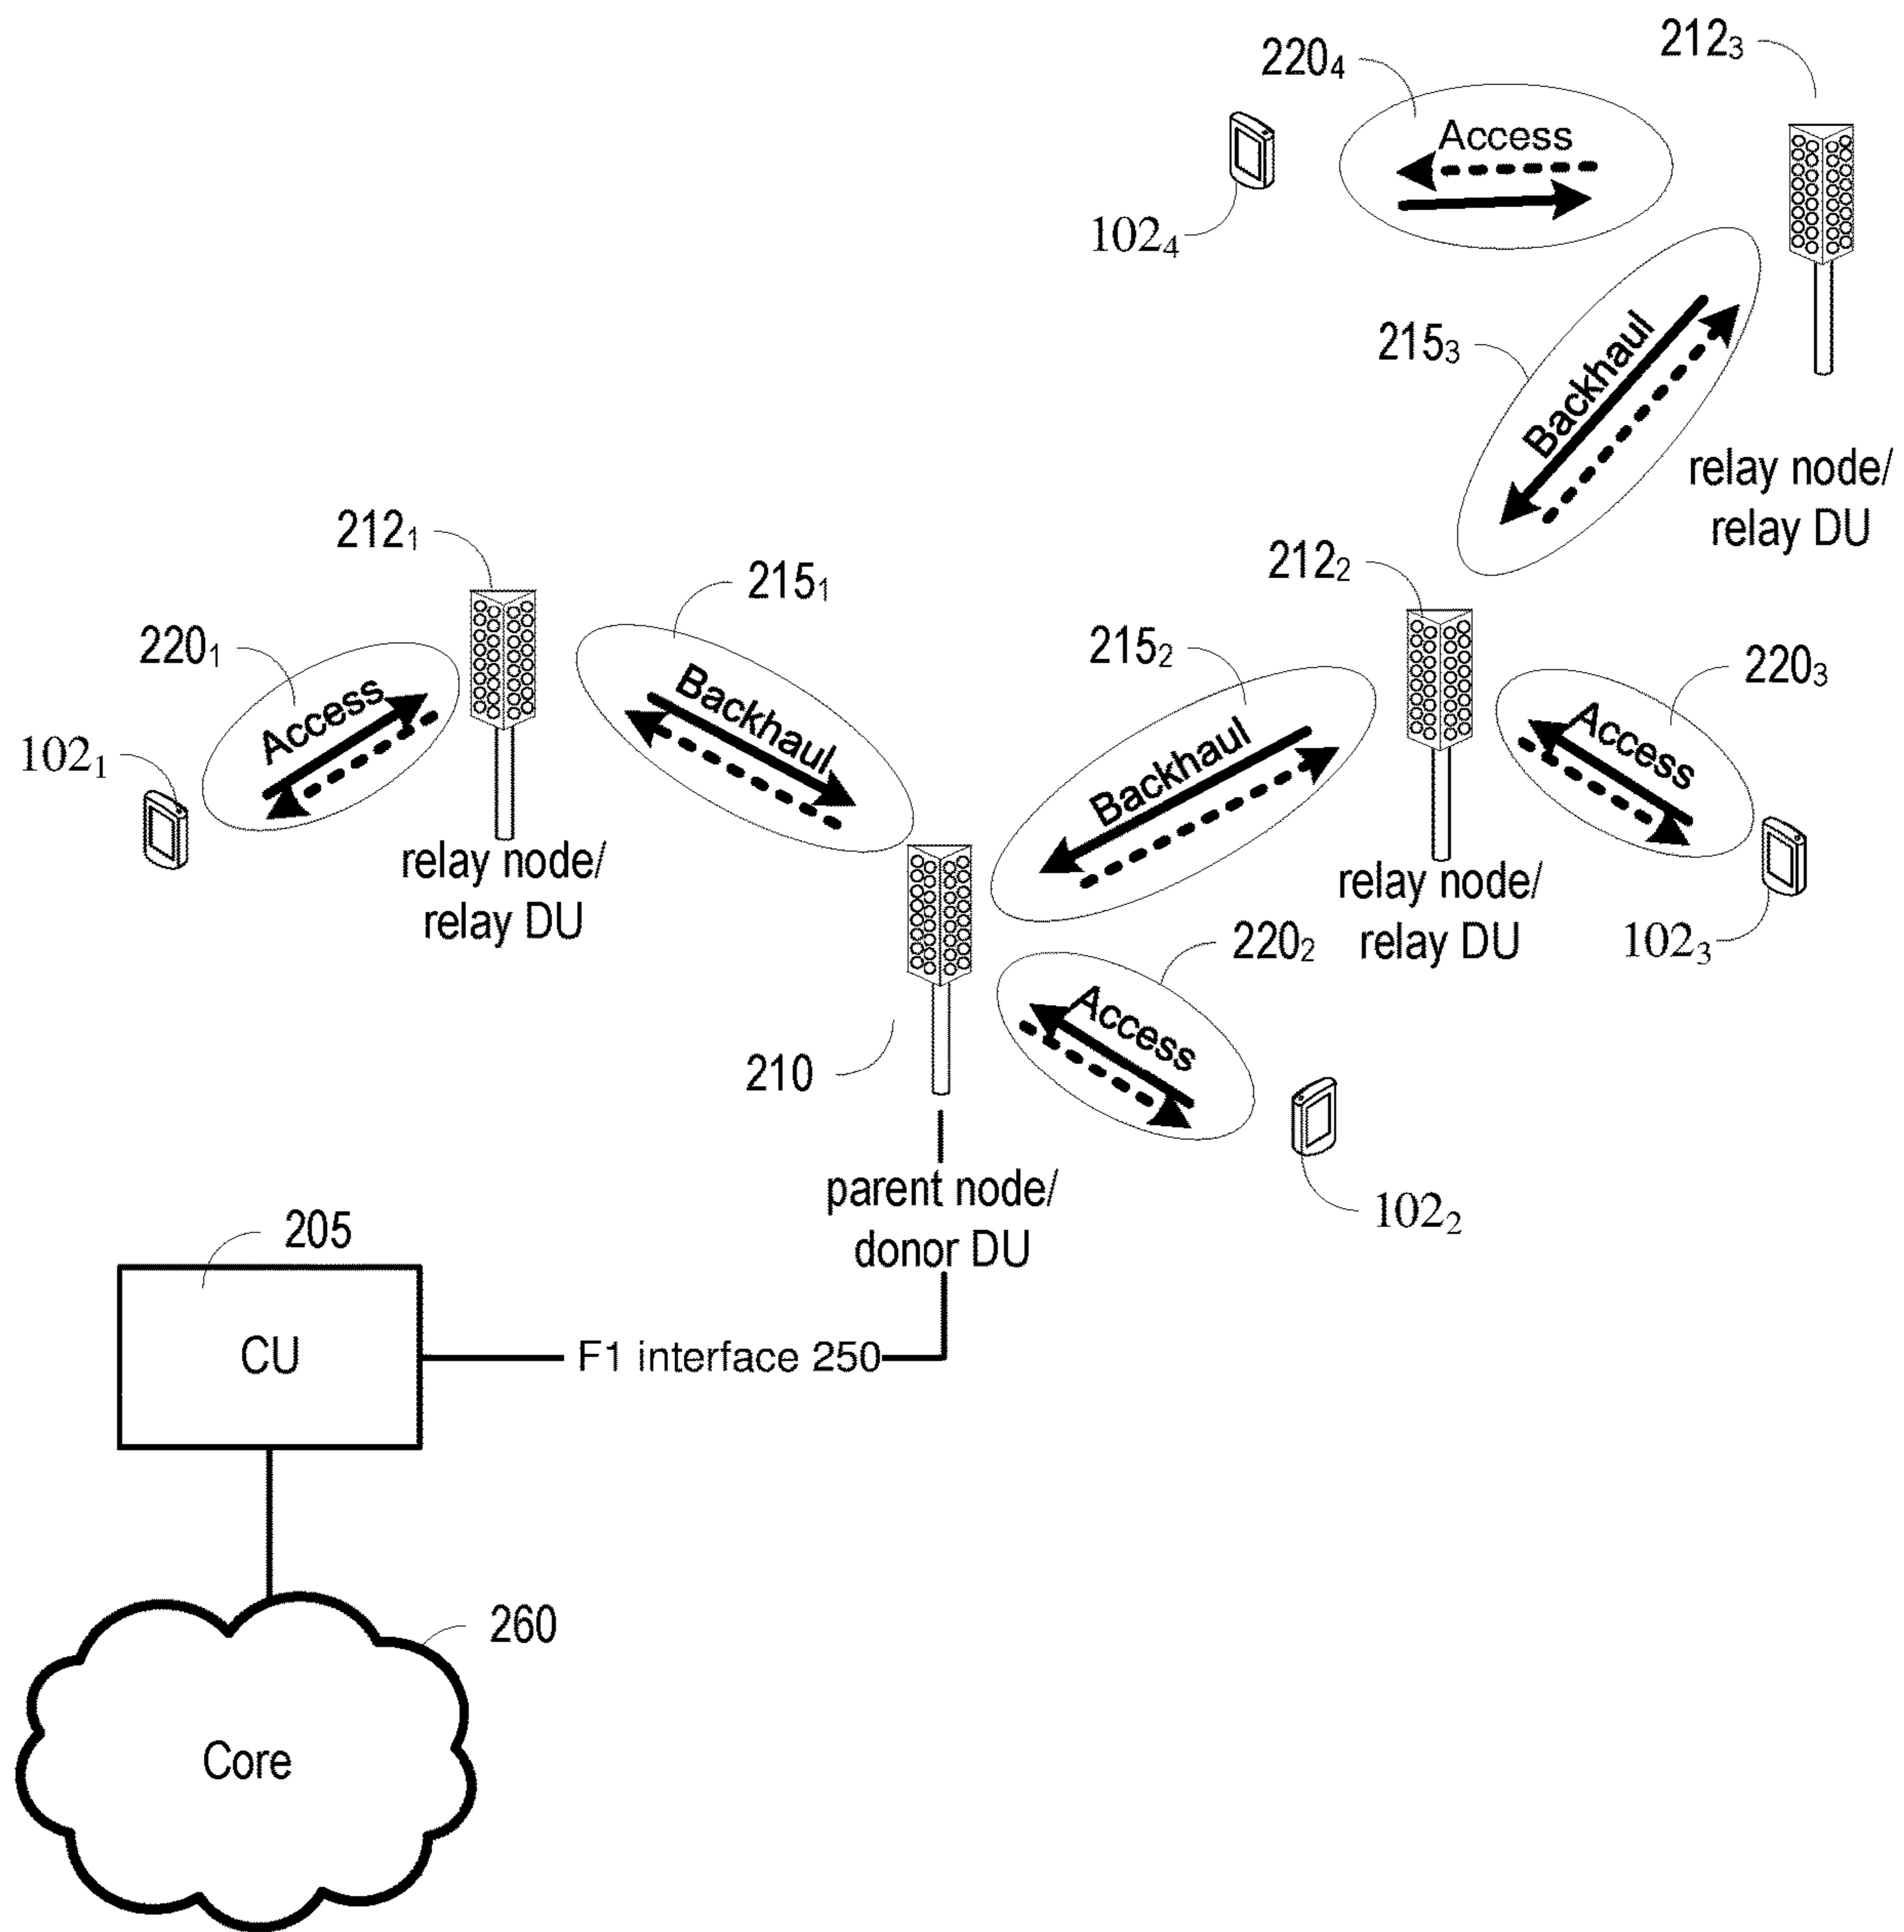 212₃
220₄
Access
102₄
215₃
Backhaul
relay node/
relay DU
212₁
215₁
212₂
220₁
Access
Backhaul
215₂
Backhaul
220₃
Access
102₁
relay node/
relay DU
relay node/
relay DU
102₃
220₂
Access
210
102₂
parent node/
donor DU
205
CU
F1 interface 250
260
Core